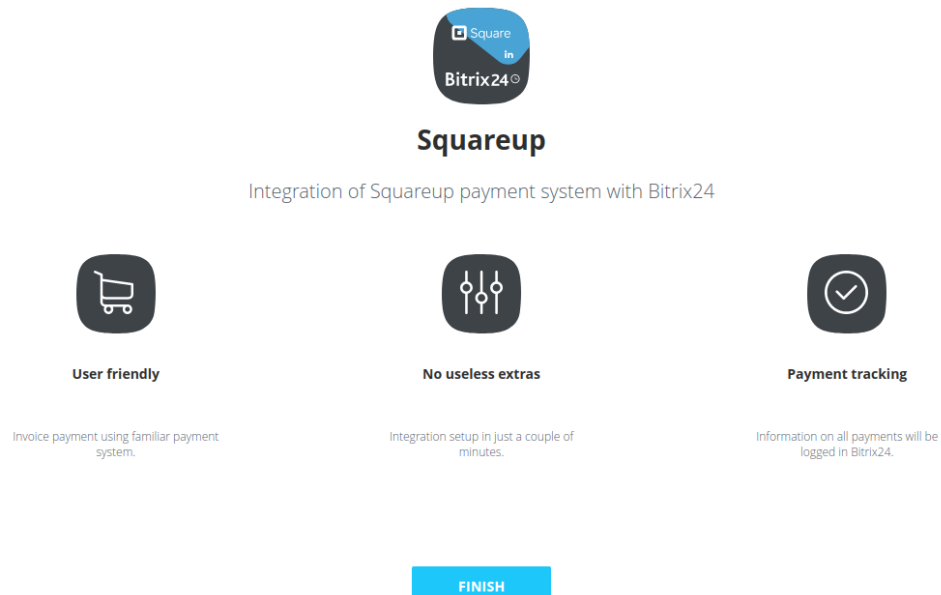 Square
in
Bitrix24
Squareup
Integration of Squareup payment system with Bitrix24
User friendly
No useless extras
Payment tracking
Invoice payment using familiar payment
system.
Integration setup in just a couple of
minutes.
Information on all payments will be
logged in Bitrix24.
FINISH